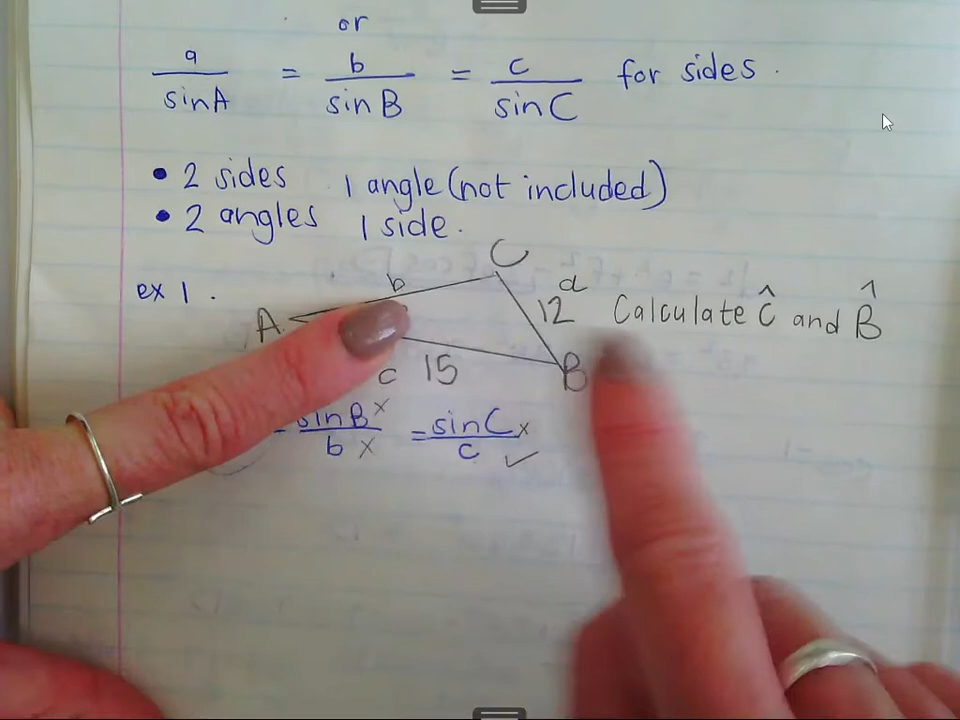 or
a/sinA = b/sinB = c/sinC for sides.
• 2 sides 1 angle (not included)
• 2 angles 1 side.
ex 1.
C
b
a
A
12
Calculate Ĉ and B̂
c 15
B
= sinB x / b x = sinC x / c ✓